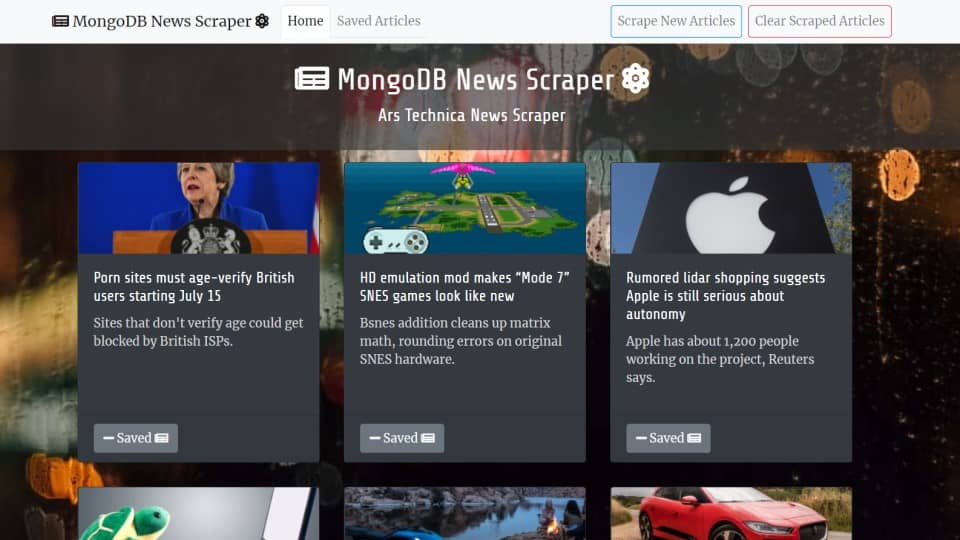 MongoDB News Scraper
Home
Saved Articles
Scrape New Articles
Clear Scraped Articles
MongoDB News Scraper
Ars Technica News Scraper
Porn sites must age-verify British
users starting July 15
Sites that don't verify age could get
blocked by British ISPs.
Saved
HD emulation mod makes “Mode 7”
SNES games look like new
Bsnes addition cleans up matrix
math, rounding errors on original
SNES hardware.
Saved
Rumored lidar shopping suggests
Apple is still serious about
autonomy
Apple has about 1,200 people
working on the project, Reuters
says.
Saved